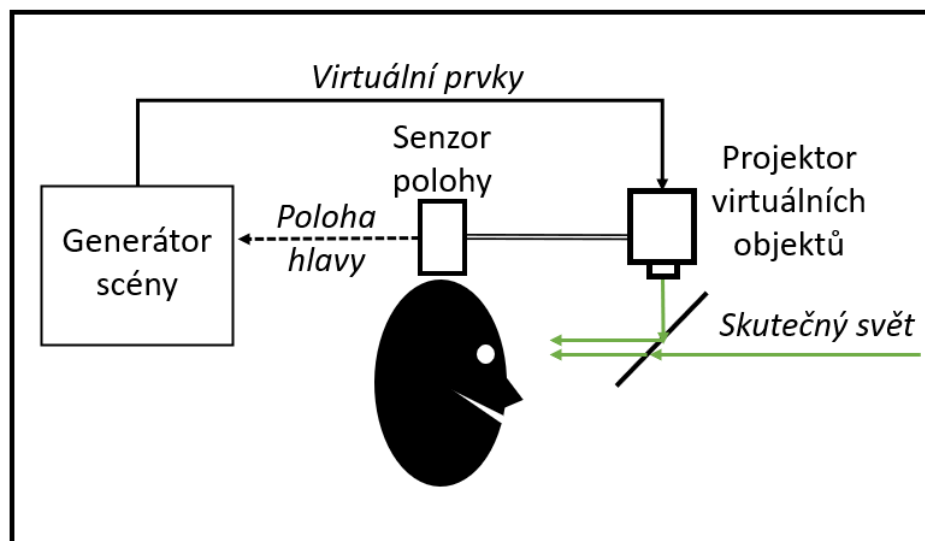 Virtuální prvky
Senzor
polohy
Projektor
virtuálních
objektů
Generátor
scény
Poloha
hlavy
Skutečný svět